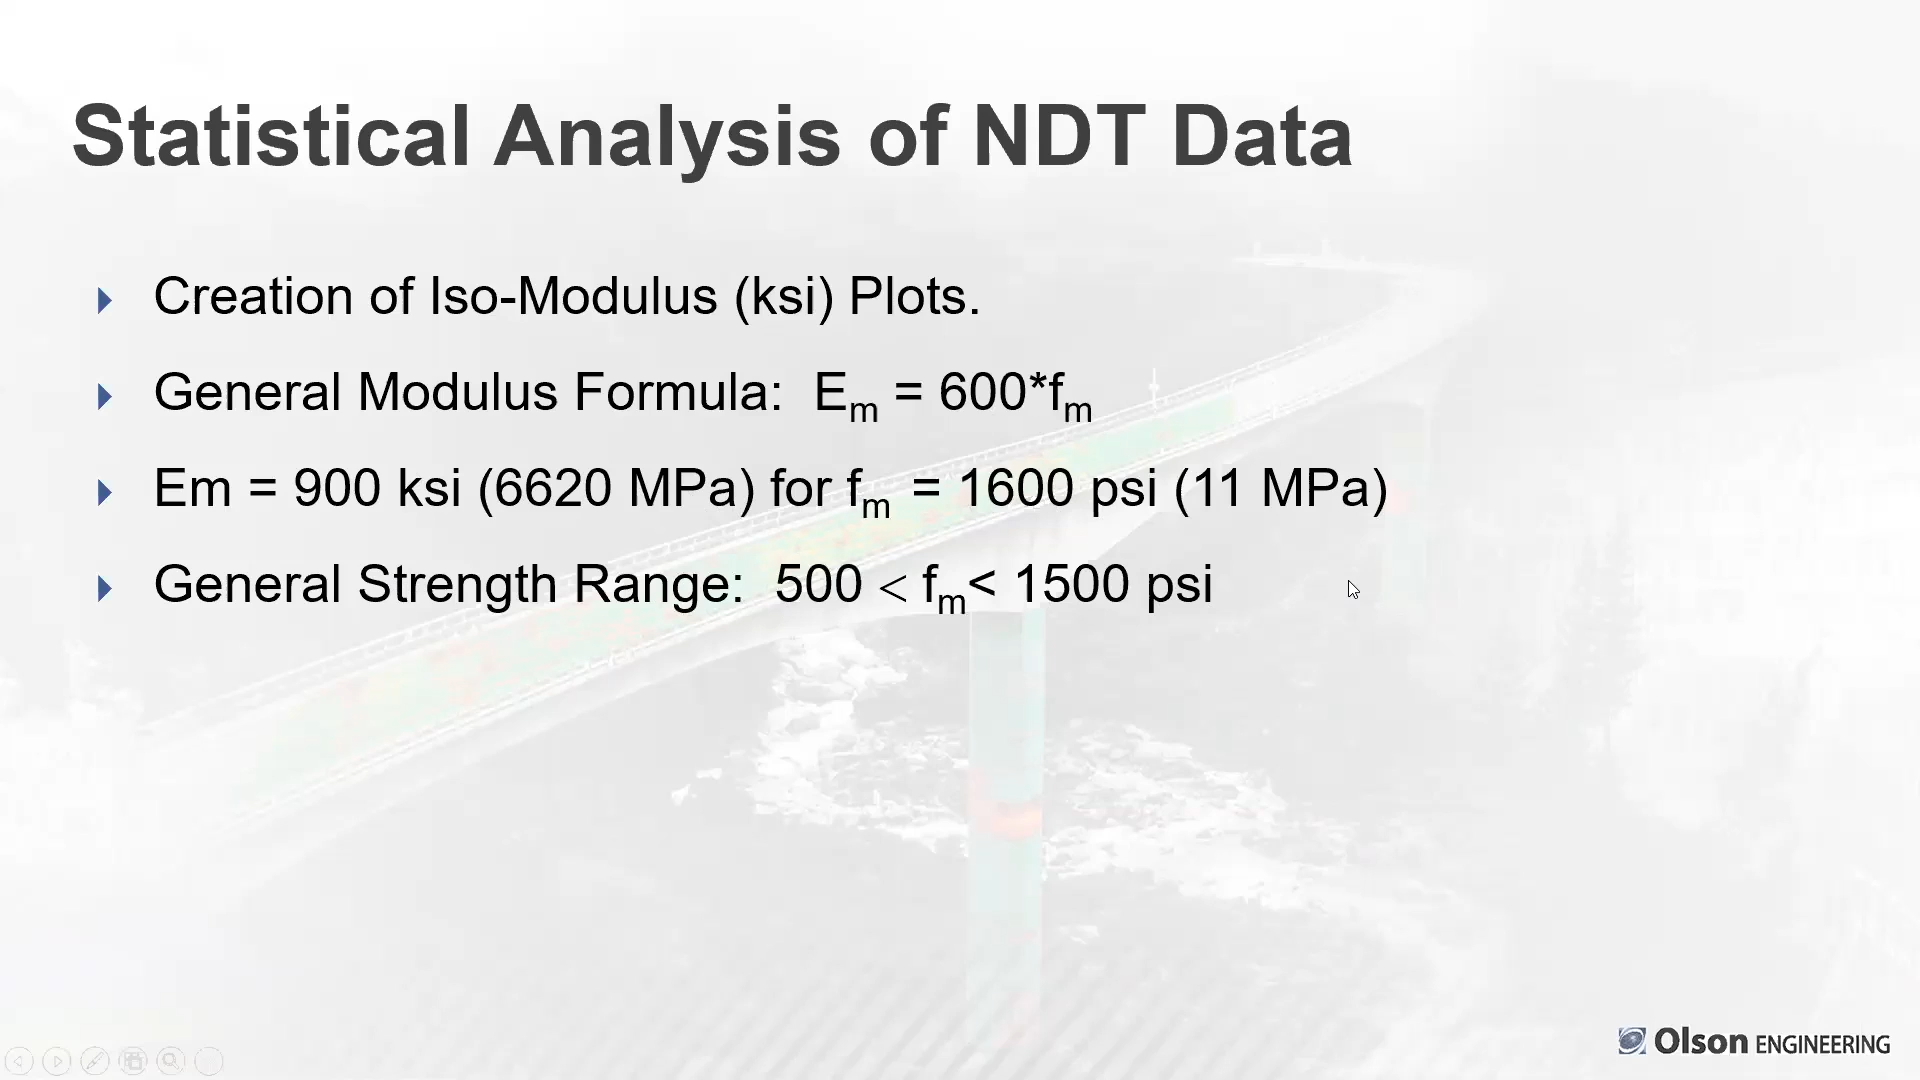 Statistical Analysis of NDT Data
Creation of Iso-Modulus (ksi) Plots.
General Modulus Formula:  Em = 600*fm
Em = 900 ksi (6620 MPa) for fm = 1600 psi (11 MPa)
General Strength Range:  500 < fm< 1500 psi
Olson ENGINEERING